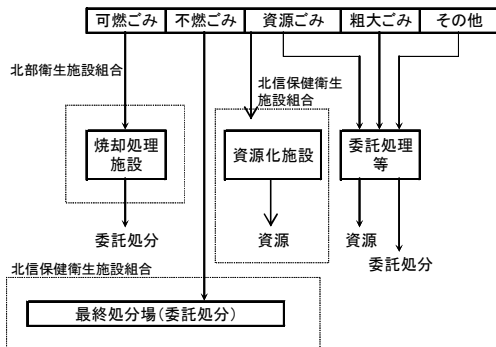 可燃ごみ 不燃ごみ 資源ごみ 粗大ごみ その他
北部衛生施設組合
北信保健衛生
施設組合
焼却処理
施設
資源化施設
委託処理
等
委託処分
資源
資源
委託処分
北信保健衛生施設組合
最終処分場(委託処分)